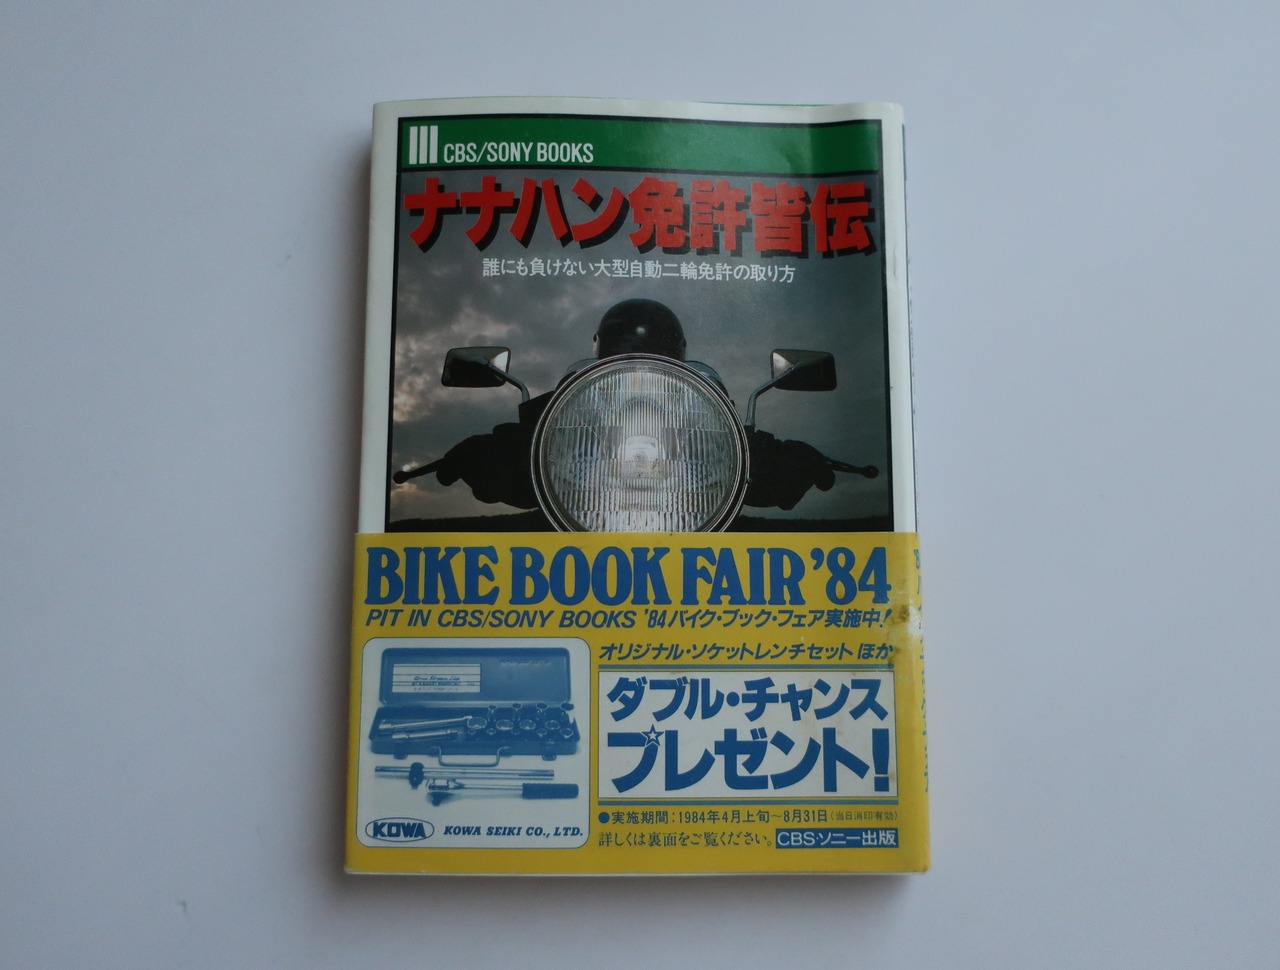 CBS/SONY BOOKS
ナナハン免許皆伝
誰にも負けない大型自動二輪免許の取り方
BIKE BOOK FAIR '84
PIT IN CBS/SONY BOOKS '84バイク・ブック・フェア実施中!
オリジナル・ソケットレンチセット ほか
ダブル・チャンス
プレゼント!
●実施期間:1984年4月上旬〜8月31日(当日消印有効)
詳しくは裏面をご覧ください。 CBS・ソニー出版
KOWA KOWA SEIKI CO., LTD.